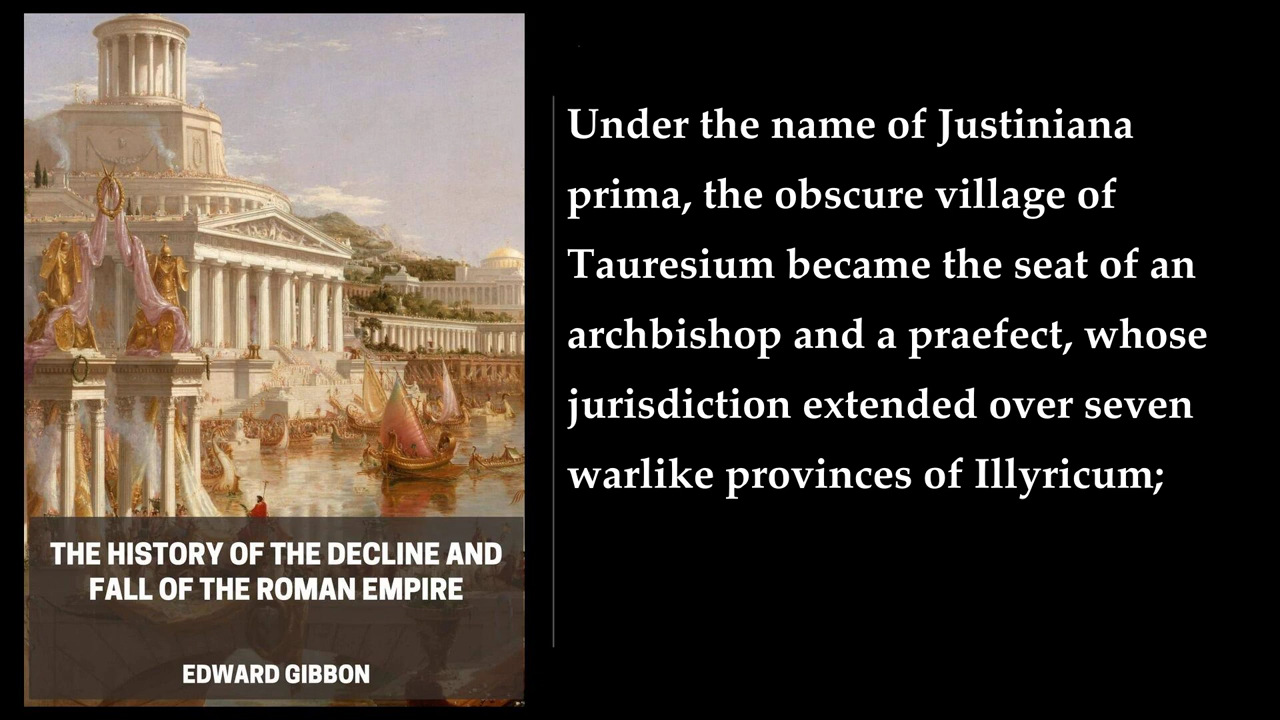 THE HISTORY OF THE DECLINE AND
FALL OF THE ROMAN EMPIRE
EDWARD GIBBON
Under the name of Justiniana
prima, the obscure village of
Tauresium became the seat of an
archbishop and a praefect, whose
jurisdiction extended over seven
warlike provinces of Illyricum;